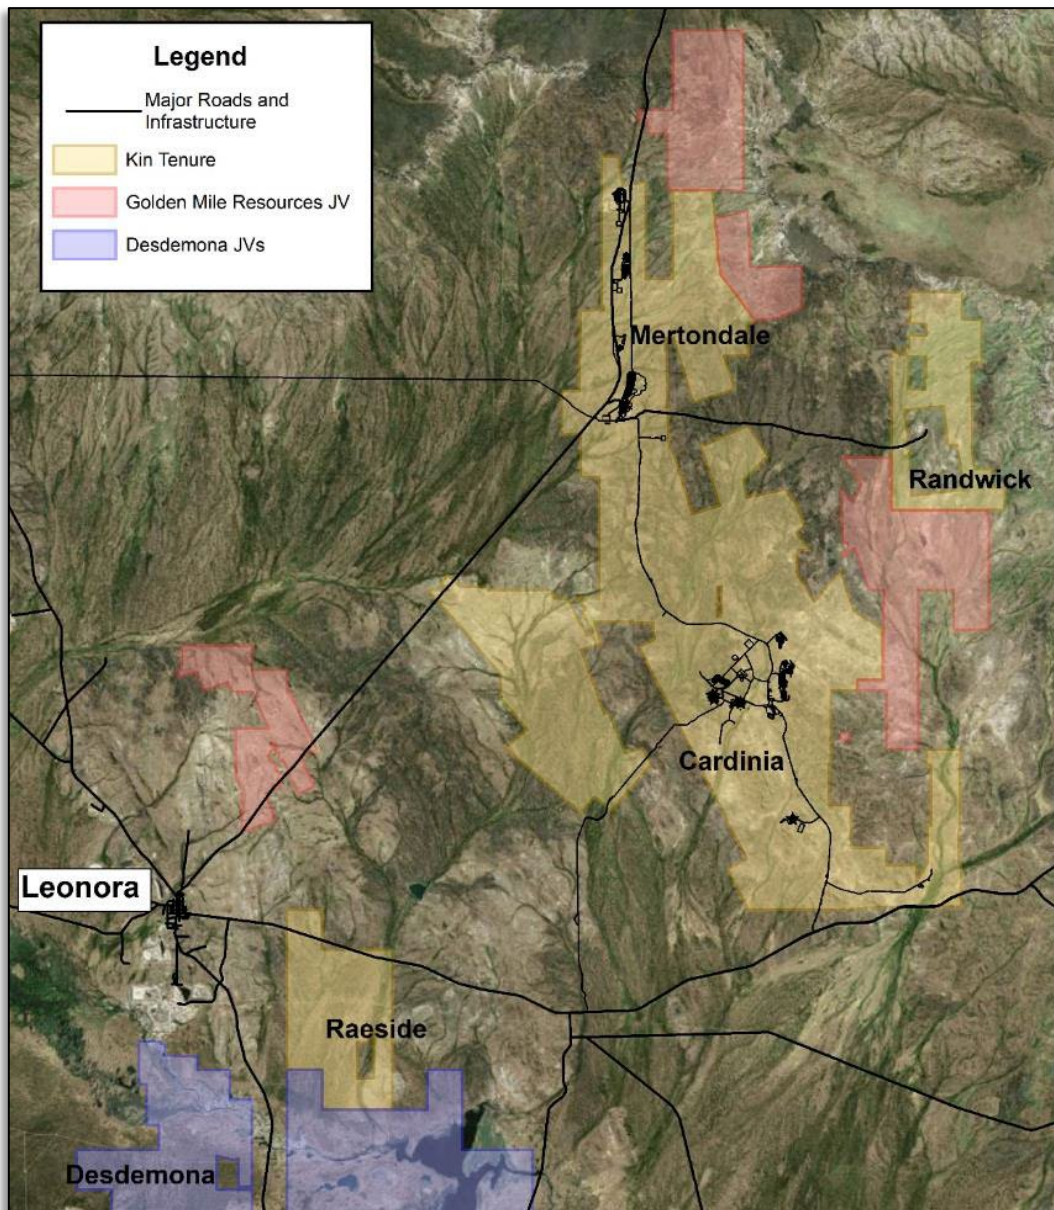 Legend
Major Roads and
Infrastructure
Kin Tenure
Golden Mile Resources JV
Desdemona JVs
Mertondale
Randwick
Cardinia
Leonora
Raeside
Desdemona